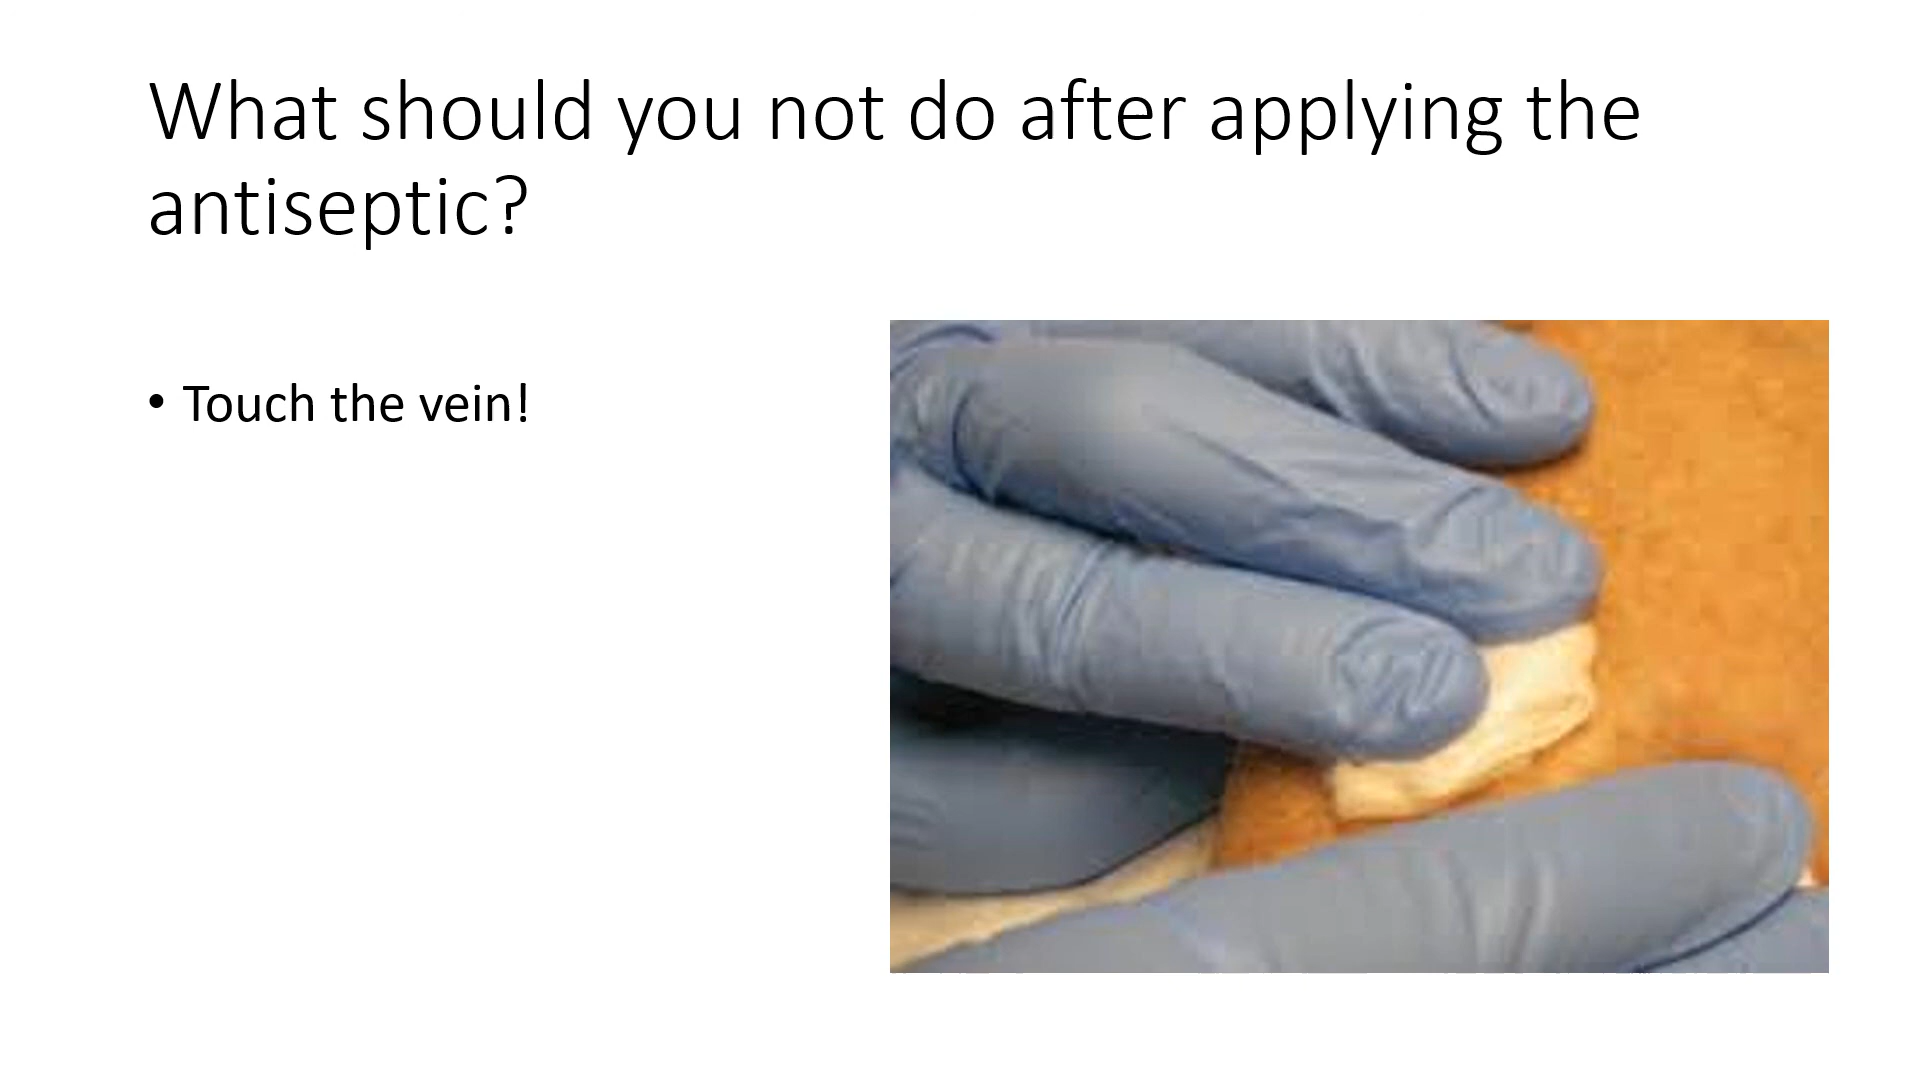 What should you not do after applying the
antiseptic?
• Touch the vein!